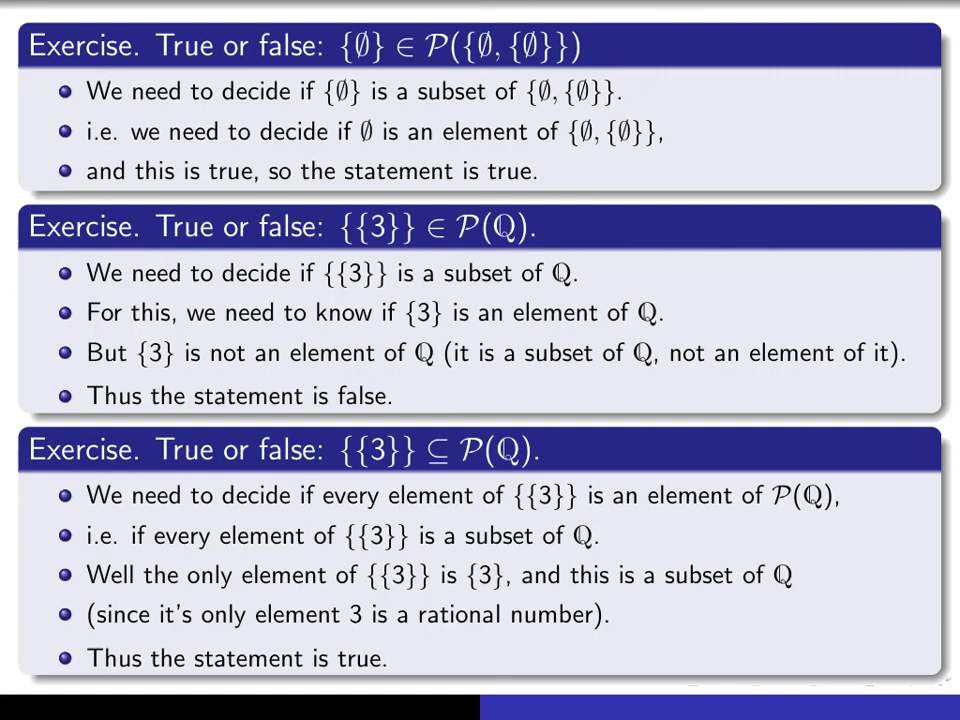 Exercise. True or false: {∅} ∈ 𝒫({∅, {∅}})
We need to decide if {∅} is a subset of {∅, {∅}}.
i.e. we need to decide if ∅ is an element of {∅, {∅}},
and this is true, so the statement is true.
Exercise. True or false: {{3}} ∈ 𝒫(ℚ).
We need to decide if {{3}} is a subset of ℚ.
For this, we need to know if {3} is an element of ℚ.
But {3} is not an element of ℚ (it is a subset of ℚ, not an element of it).
Thus the statement is false.
Exercise. True or false: {{3}} ⊆ 𝒫(ℚ).
We need to decide if every element of {{3}} is an element of 𝒫(ℚ),
i.e. if every element of {{3}} is a subset of ℚ.
Well the only element of {{3}} is {3}, and this is a subset of ℚ
(since it's only element 3 is a rational number).
Thus the statement is true.